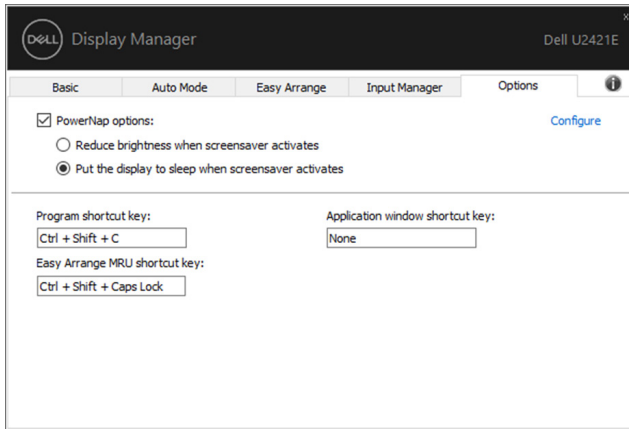 x
DELL Display Manager
Dell U2421E
Basic Auto Mode Easy Arrange Input Manager Options i
PowerNap options:
Configure
Reduce brightness when screensaver activates
Put the display to sleep when screensaver activates
Program shortcut key:
Application window shortcut key:
Ctrl + Shift + C
None
Easy Arrange MRU shortcut key:
Ctrl + Shift + Caps Lock